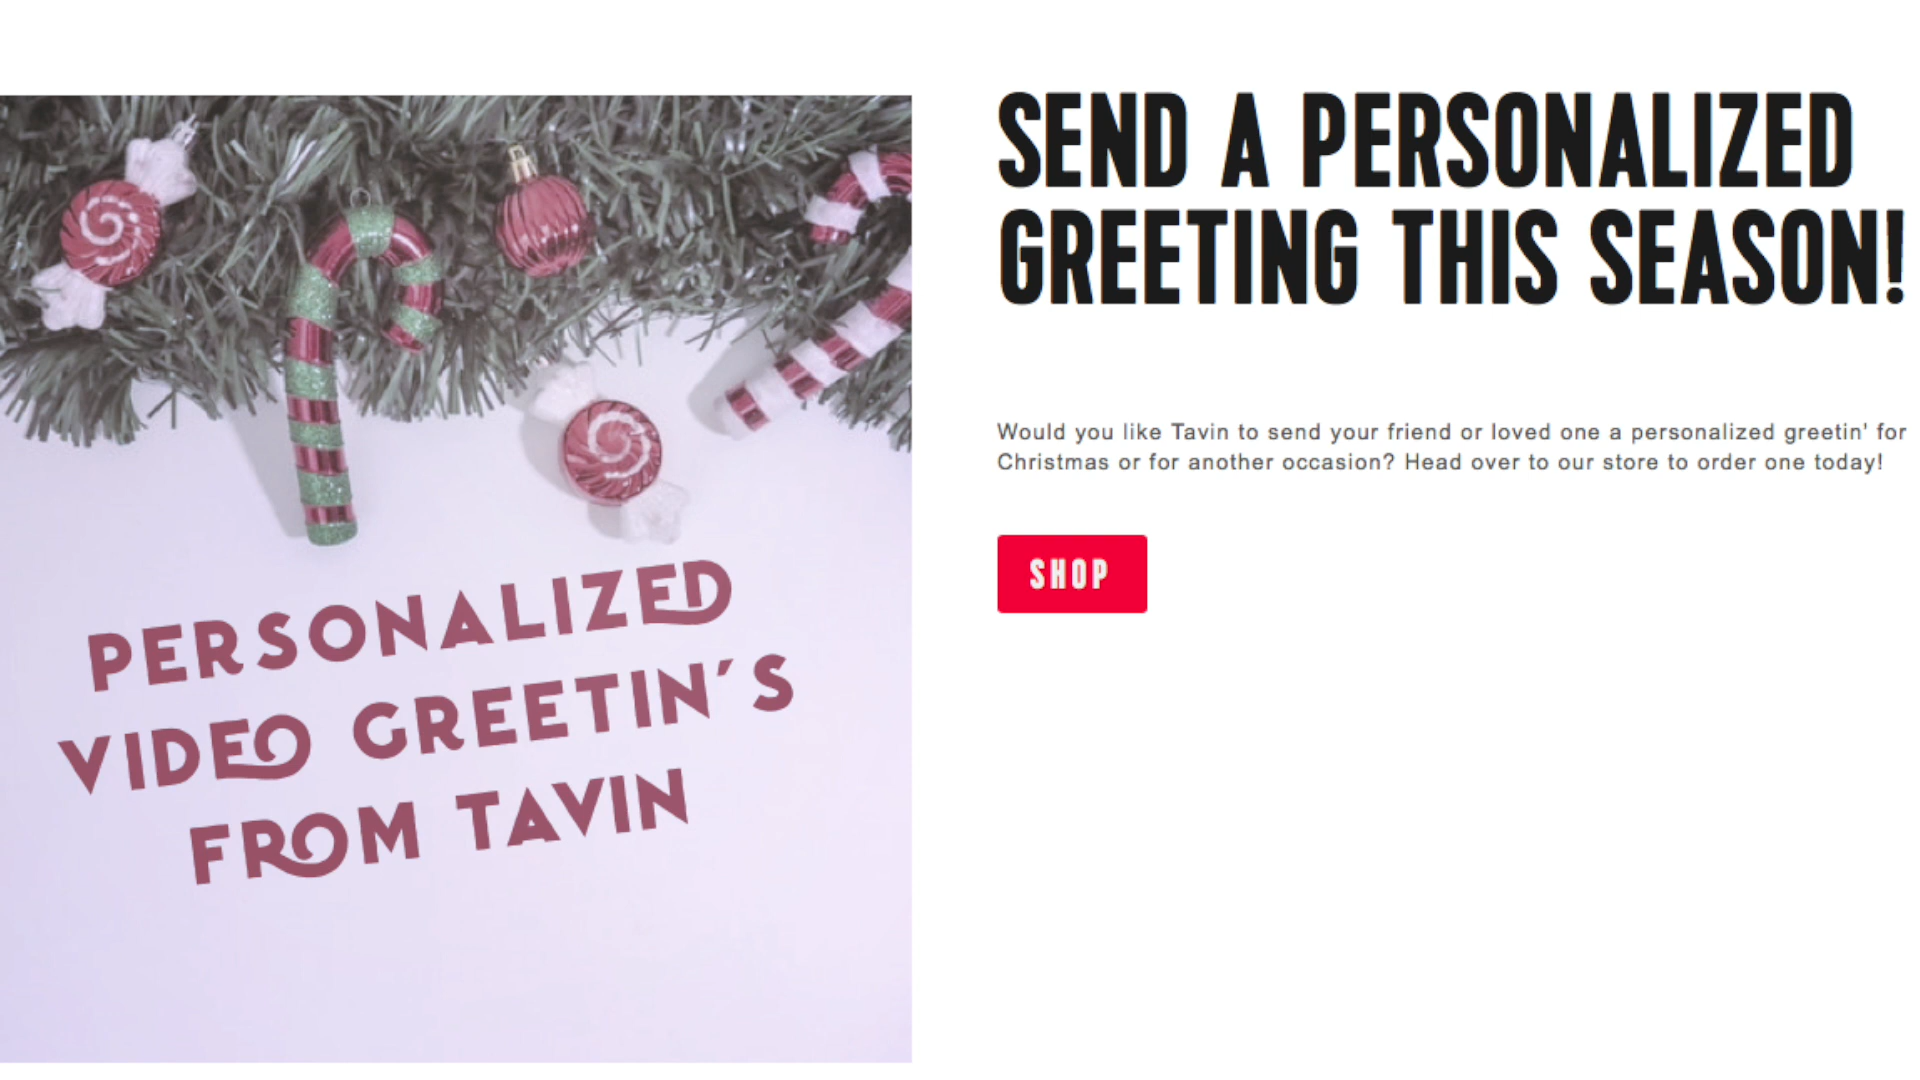 PERSONALIZED
VIDEO GREETIN'S
FROM TAVIN
SEND A PERSONALIZED
GREETING THIS SEASON!
Would you like Tavin to send your friend or loved one a personalized greetin' for
Christmas or for another occasion? Head over to our store to order one today!
SHOP